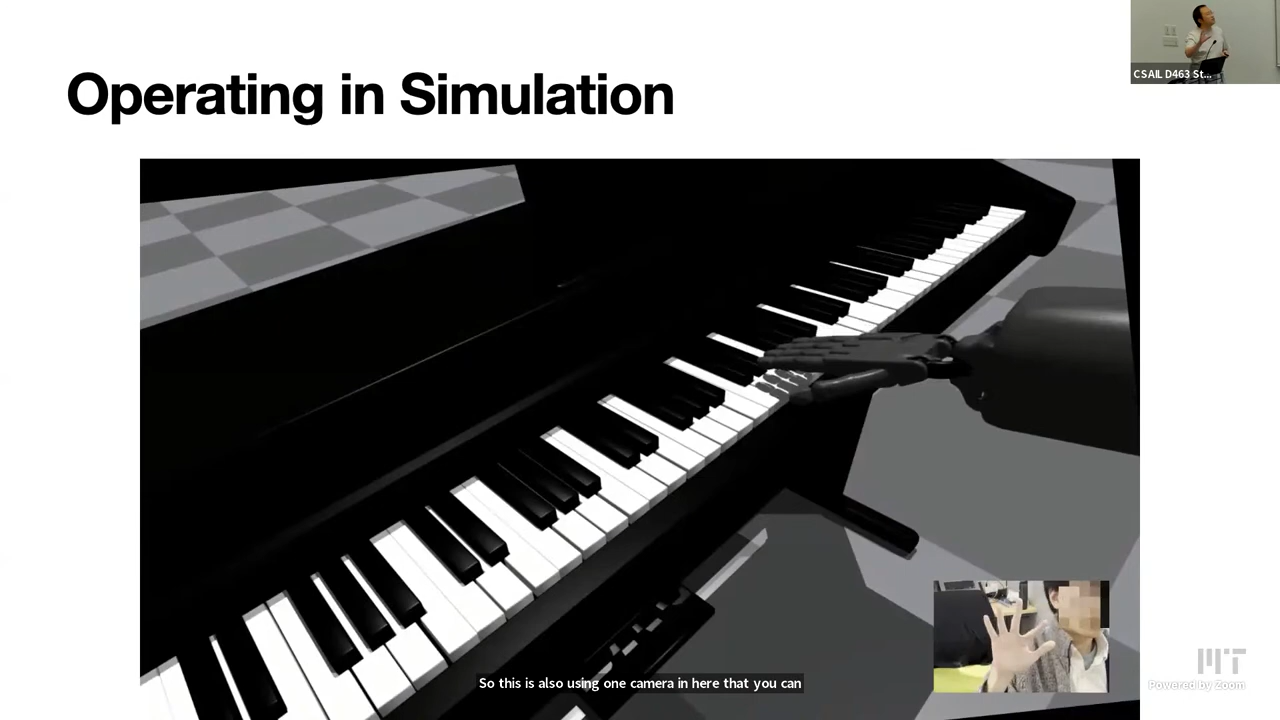 Operating in Simulation
CSAIL D463 St...
So this is also using one camera in here that you can
MIT
Powered by Zoom